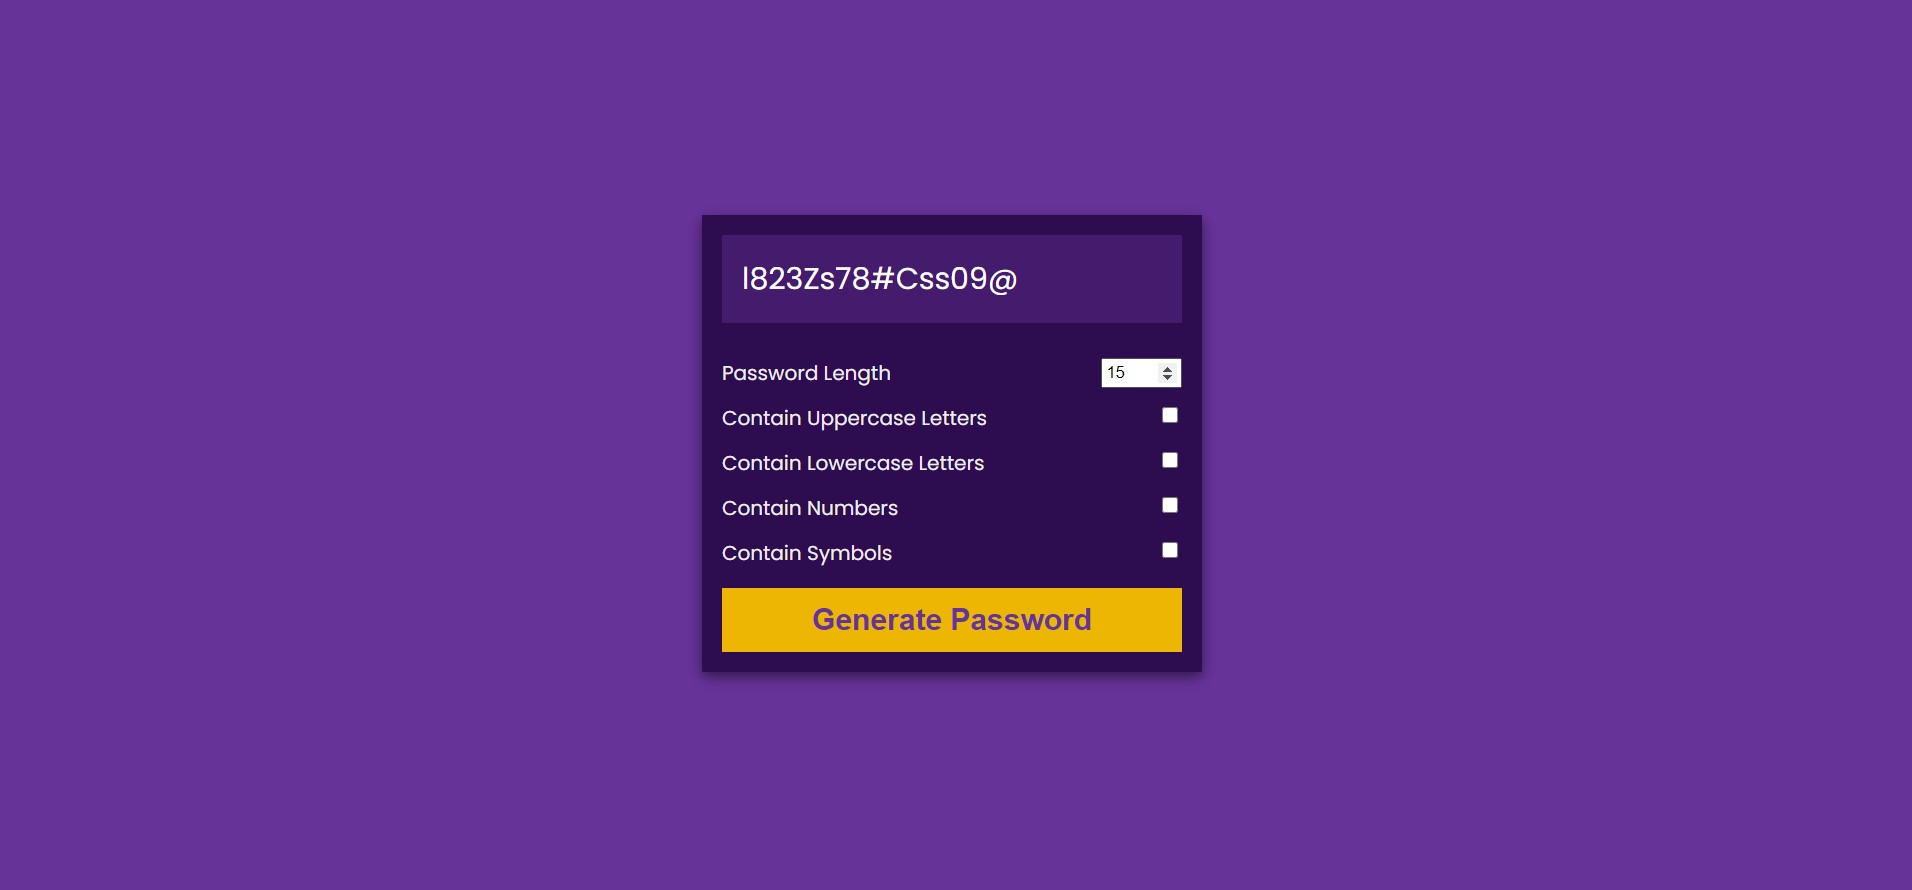 l823Zs78#Css09@
Password Length
15
Contain Uppercase Letters
Contain Lowercase Letters
Contain Numbers
Contain Symbols
Generate Password